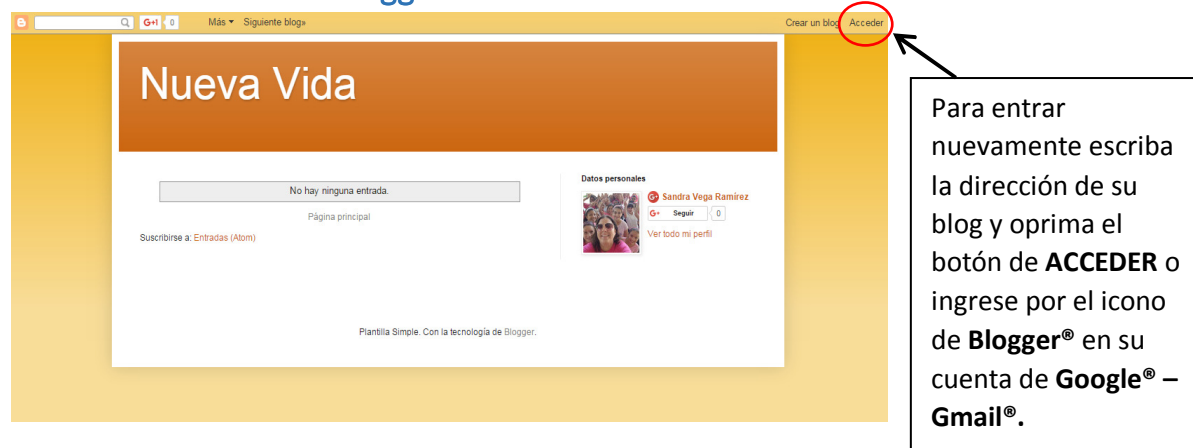 gg
G+1 0 Más ▾ Siguiente blog» Crear un blog Acceder
Nueva Vida
No hay ninguna entrada.
Página principal
Suscribirse a: Entradas (Atom)
Datos personales
G+ Sandra Vega Ramírez
G+ Seguir 0
Ver todo mi perfil
Plantilla Simple. Con la tecnología de Blogger.
Para entrar
nuevamente escriba
la dirección de su
blog y oprima el
botón de ACCEDER o
ingrese por el icono
de Blogger® en su
cuenta de Google® –
Gmail®.